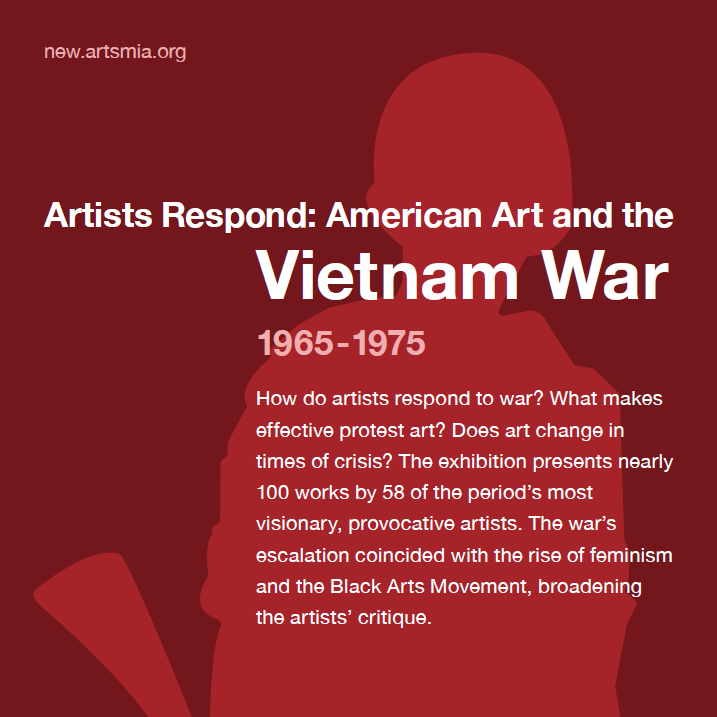 new.artsmia.org
Artists Respond: American Art and the
Vietnam War
1965-1975
How do artists respond to war? What makes
effective protest art? Does art change in
times of crisis? The exhibition presents nearly
100 works by 58 of the period’s most
visionary, provocative artists. The war’s
escalation coincided with the rise of feminism
and the Black Arts Movement, broadening
the artists’ critique.